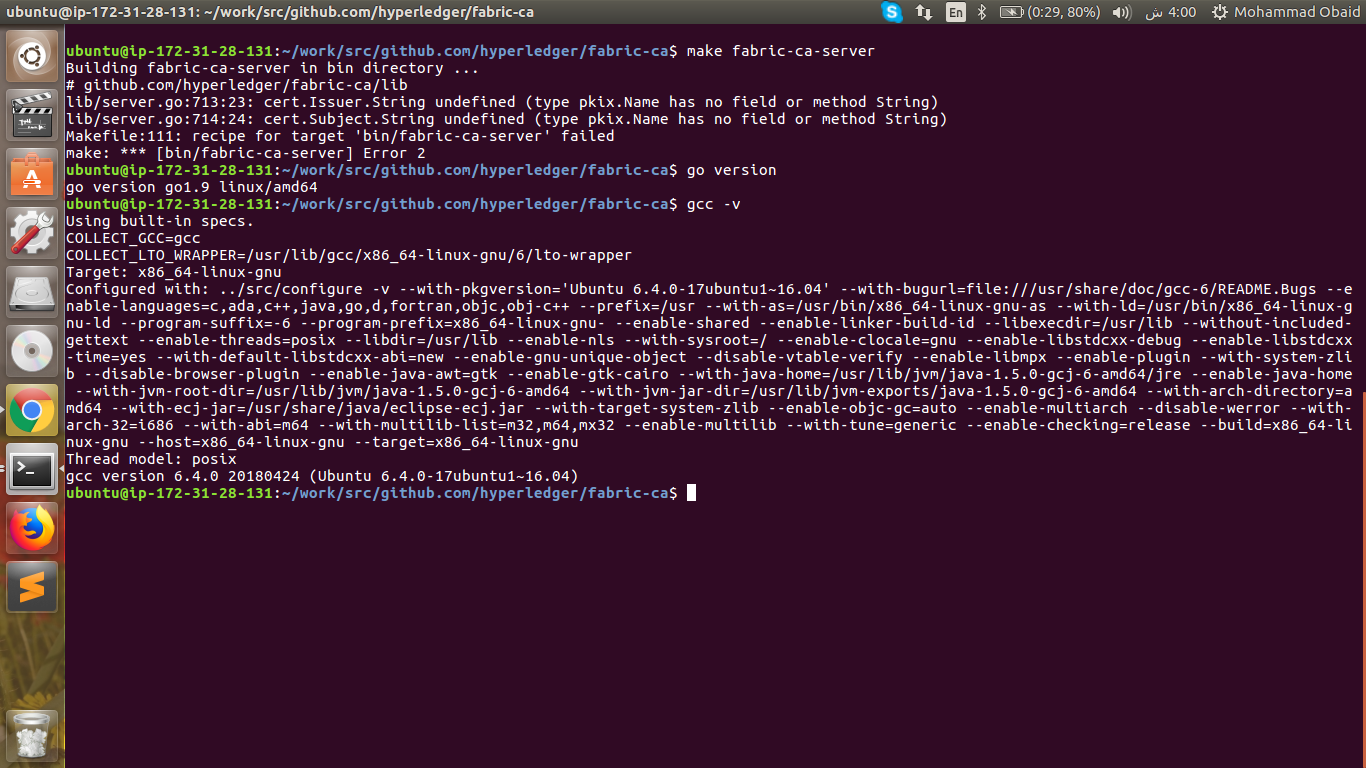 ubuntu@ip-172-31-28-131: ~/work/src/github.com/hyperledger/fabric-ca
En (0:29, 80%) 4:00 ش Mohammad Obaid
ubuntu@ip-172-31-28-131:~/work/src/github.com/hyperledger/fabric-ca$ make fabric-ca-server
Building fabric-ca-server in bin directory ...
# github.com/hyperledger/fabric-ca/lib
lib/server.go:713:23: cert.Issuer.String undefined (type pkix.Name has no field or method String)
lib/server.go:714:24: cert.Subject.String undefined (type pkix.Name has no field or method String)
Makefile:111: recipe for target 'bin/fabric-ca-server' failed
make: *** [bin/fabric-ca-server] Error 2
ubuntu@ip-172-31-28-131:~/work/src/github.com/hyperledger/fabric-ca$ go version
go version go1.9 linux/amd64
ubuntu@ip-172-31-28-131:~/work/src/github.com/hyperledger/fabric-ca$ gcc -v
Using built-in specs.
COLLECT_GCC=gcc
COLLECT_LTO_WRAPPER=/usr/lib/gcc/x86_64-linux-gnu/6/lto-wrapper
Target: x86_64-linux-gnu
Configured with: ../src/configure -v --with-pkgversion='Ubuntu 6.4.0-17ubuntu1~16.04' --with-bugurl=file:///usr/share/doc/gcc-6/README.Bugs --e
nable-languages=c,ada,c++,java,go,d,fortran,objc,obj-c++ --prefix=/usr --with-as=/usr/bin/x86_64-linux-gnu-as --with-ld=/usr/bin/x86_64-linux-g
nu-ld --program-suffix=-6 --program-prefix=x86_64-linux-gnu- --enable-shared --enable-linker-build-id --libexecdir=/usr/lib --without-included-
gettext --enable-threads=posix --libdir=/usr/lib --enable-nls --with-sysroot=/ --enable-clocale=gnu --enable-libstdcxx-debug --enable-libstdcxx
-time=yes --with-default-libstdcxx-abi=new --enable-gnu-unique-object --disable-vtable-verify --enable-libmpx --enable-plugin --with-system-zli
b --disable-browser-plugin --enable-java-awt=gtk --enable-gtk-cairo --with-java-home=/usr/lib/jvm/java-1.5.0-gcj-6-amd64/jre --enable-java-home
 --with-jvm-root-dir=/usr/lib/jvm/java-1.5.0-gcj-6-amd64 --with-jvm-jar-dir=/usr/lib/jvm-exports/java-1.5.0-gcj-6-amd64 --with-arch-directory=a
md64 --with-ecj-jar=/usr/share/java/eclipse-ecj.jar --with-target-system-zlib --enable-objc-gc=auto --enable-multiarch --disable-werror --with-
arch-32=i686 --with-abi=m64 --with-multilib-list=m32,m64,mx32 --enable-multilib --with-tune=generic --enable-checking=release --build=x86_64-li
nux-gnu --host=x86_64-linux-gnu --target=x86_64-linux-gnu
Thread model: posix
gcc version 6.4.0 20180424 (Ubuntu 6.4.0-17ubuntu1~16.04)
ubuntu@ip-172-31-28-131:~/work/src/github.com/hyperledger/fabric-ca$